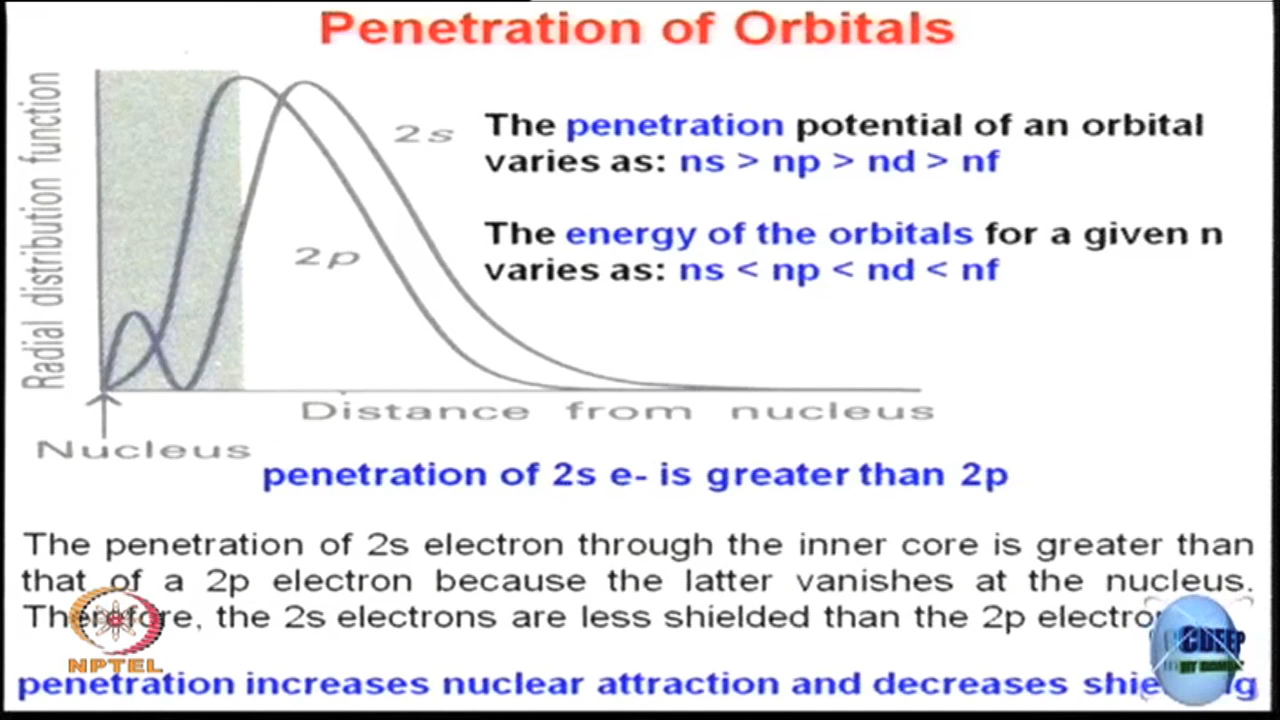 Penetration of Orbitals
Radial distribution function
2s
2p
The penetration potential of an orbital
varies as: ns > np > nd > nf
The energy of the orbitals for a given n
varies as: ns < np < nd < nf
Distance from nucleus
Nucleus
penetration of 2s e- is greater than 2p
The penetration of 2s electron through the inner core is greater than
that of a 2p electron because the latter vanishes at the nucleus.
the 2s electrons are less shielded than the 2p
NPTEL
CDEEP
penetration increases nuclear attraction and decreases